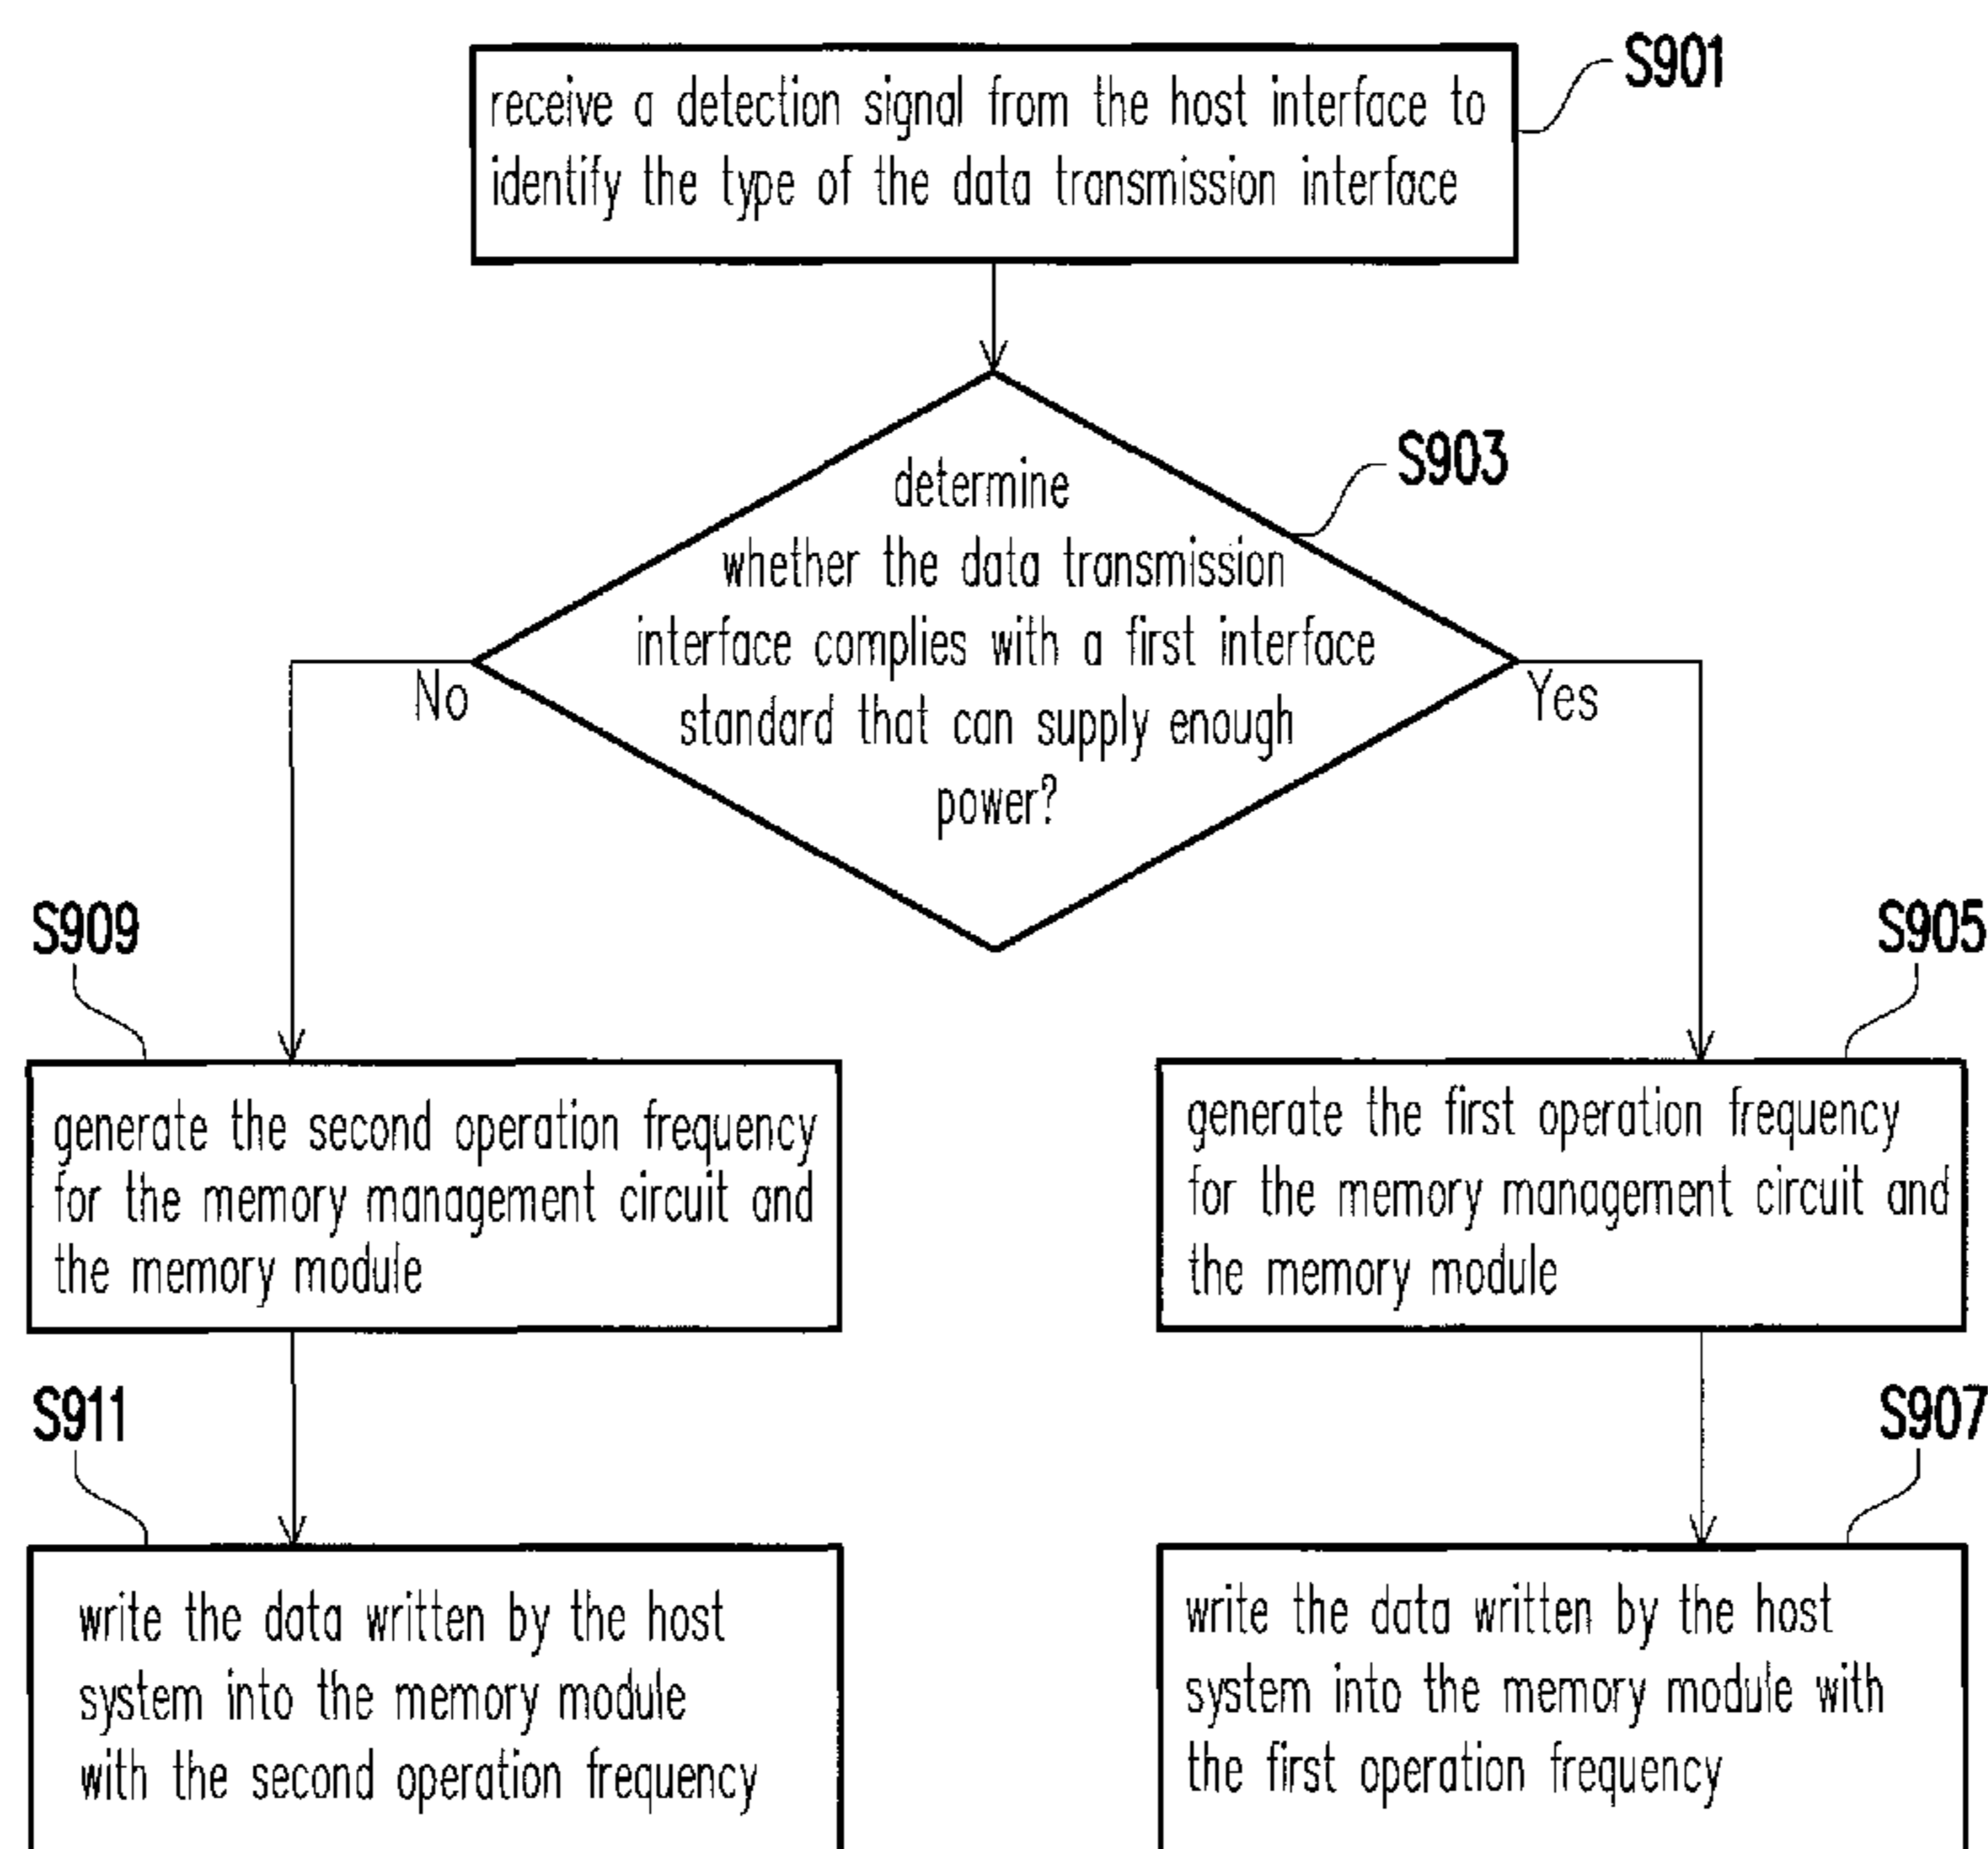 S901
receive a detection signal from the host interface to
identify the type of the data transmission interface
S903
determine
whether the data transmission
interface complies with a first interface
standard that can supply enough
power?
No
Yes
S909
generate the second operation frequency
for the memory management circuit and
the memory module
S905
generate the first operation frequency
for the memory management circuit and
the memory module
S911
write the data written by the host
system into the memory module
with the second operation frequency
S907
write the data written by the host
system into the memory module with
the first operation frequency